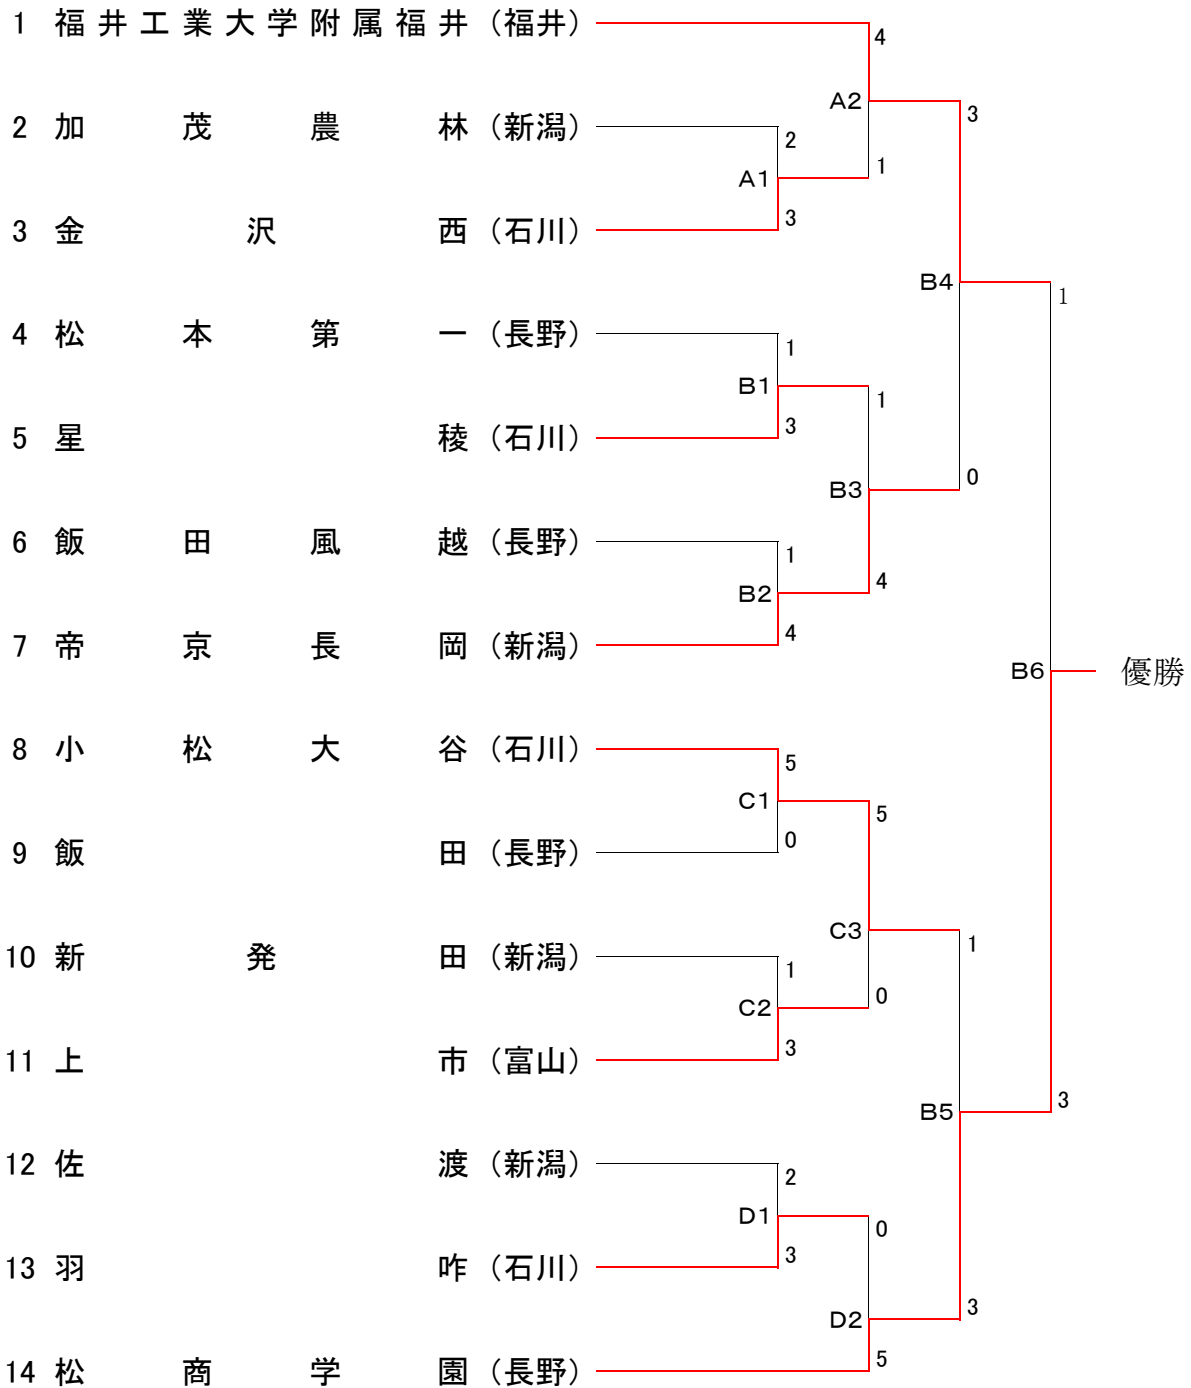 1 福井工業大学附属福井（福井）
4
A2
3
2 加茂農林（新潟）
2
1
A1
3 金沢西（石川）
3
B4
1
4 松本第一（長野）
1
B1
1
5 星稜（石川）
3
0
B3
6 飯田風越（長野）
1
4
B2
7 帝京長岡（新潟）
4
B6
優勝
8 小松大谷（石川）
5
C1
5
9 飯田（長野）
0
C3
1
10 新発田（新潟）
1
0
C2
11 上市（富山）
3
B5
3
12 佐渡（新潟）
2
D1
0
13 羽咋（石川）
3
3
D2
14 松商学園（長野）
5